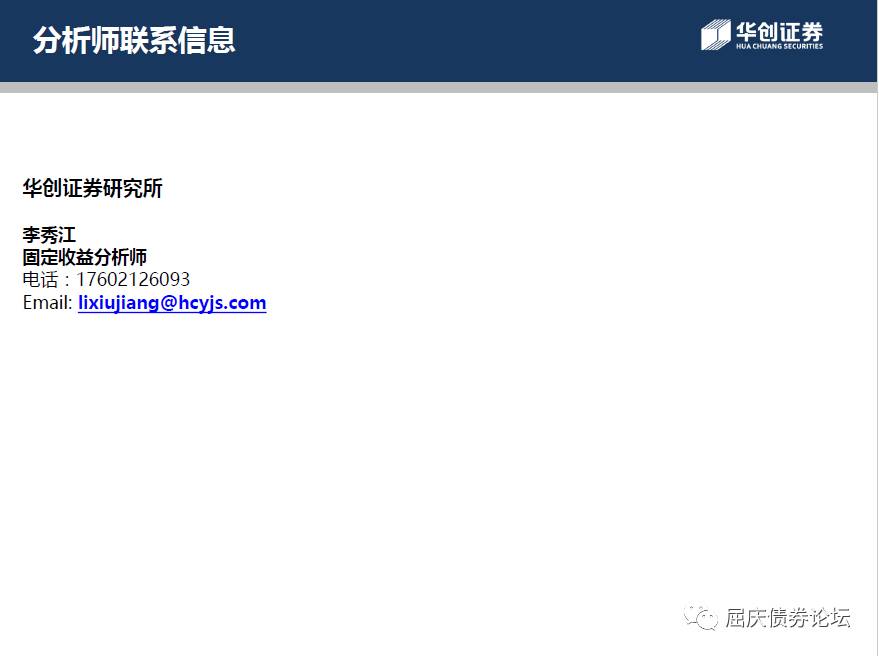 分析师联系信息
华创证券
HUA CHUANG SECURITIES
华创证券研究所
李秀江
固定收益分析师
电话：17602126093
Email: lixiujiang@hcyjs.com
屈庆债券论坛